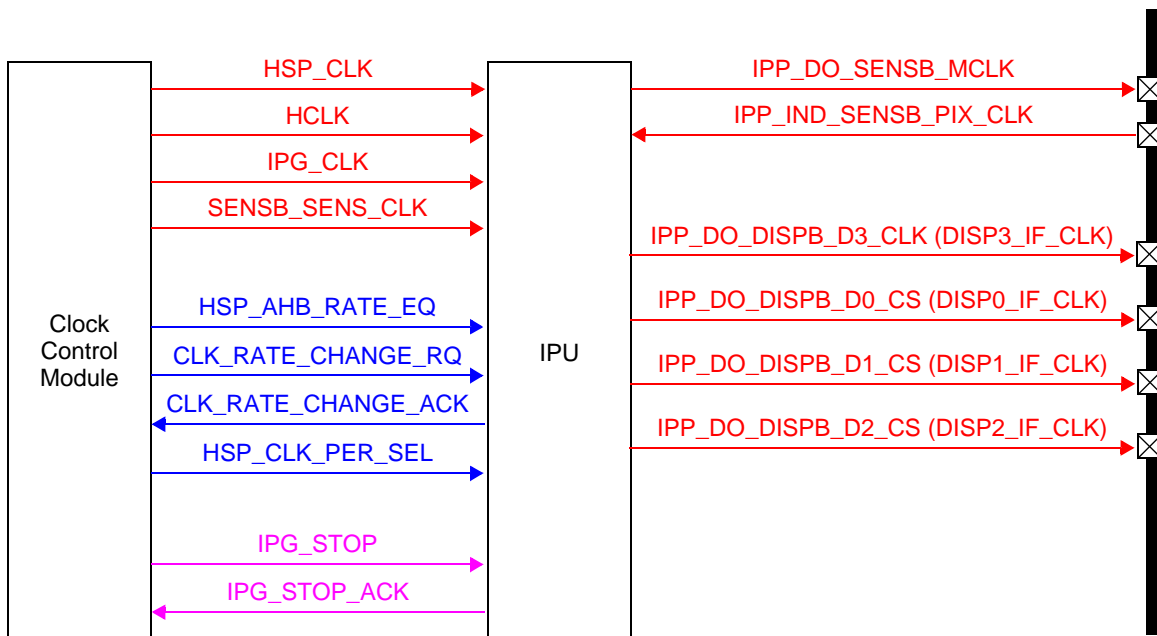 HSP_CLK
HCLK
IPG_CLK
SENSB_SENS_CLK
HSP_AHB_RATE_EQ
CLK_RATE_CHANGE_RQ
CLK_RATE_CHANGE_ACK
HSP_CLK_PER_SEL
IPG_STOP
IPG_STOP_ACK
Clock
Control
Module
IPU
IPP_DO_SENSB_MCLK
IPP_IND_SENSB_PIX_CLK
IPP_DO_DISPB_D3_CLK (DISP3_IF_CLK)
IPP_DO_DISPB_D0_CS (DISP0_IF_CLK)
IPP_DO_DISPB_D1_CS (DISP1_IF_CLK)
IPP_DO_DISPB_D2_CS (DISP2_IF_CLK)